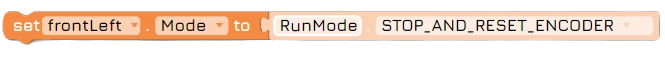 set frontLeft . Mode to RunMode . STOP_AND_RESET_ENCODER